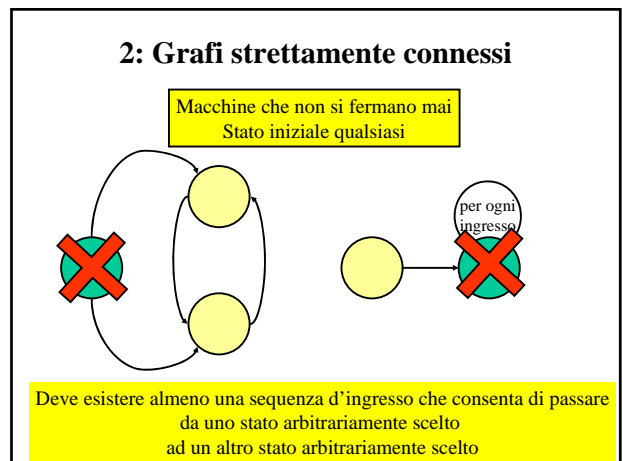 2: Grafi strettamente connessi
Macchine che non si fermano mai
Stato iniziale qualsiasi
per ogni
ingresso
Deve esistere almeno una sequenza d'ingresso che consenta di passare
da uno stato arbitrariamente scelto
ad un altro stato arbitrariamente scelto